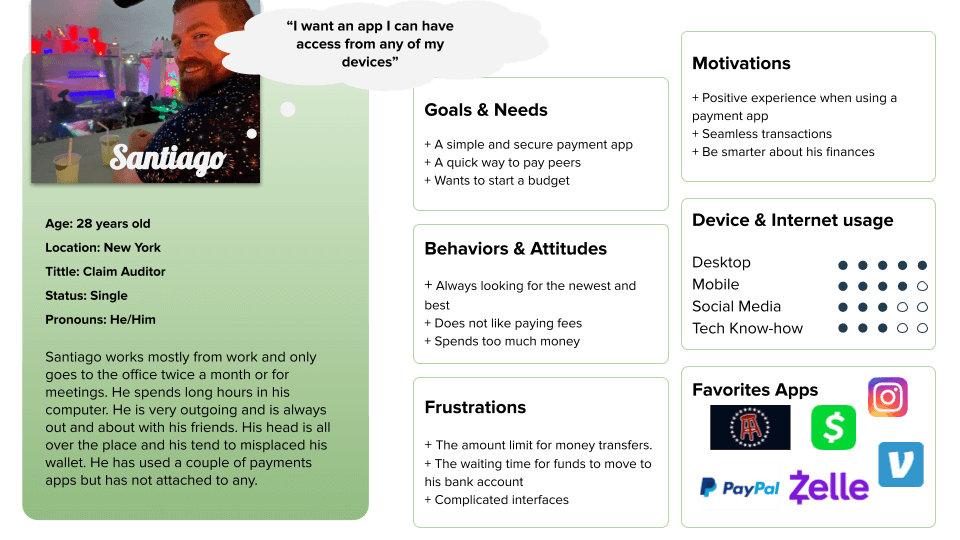 “I want an app I can have
access from any of my
devices”
Santiago
Age: 28 years old
Location: New York
Tittle: Claim Auditor
Status: Single
Pronouns: He/Him
Santiago works mostly from work and only
goes to the office twice a month or for
meetings. He spends long hours in his
computer. He is very outgoing and is always
out and about with his friends. His head is all
over the place and his tend to misplaced his
wallet. He has used a couple of payments
apps but has not attached to any.
Goals & Needs
+ A simple and secure payment app
+ A quick way to pay peers
+ Wants to start a budget
Behaviors & Attitudes
+ Always looking for the newest and
best
+ Does not like paying fees
+ Spends too much money
Frustrations
+ The amount limit for money transfers.
+ The waiting time for funds to move to
his bank account
+ Complicated interfaces
Motivations
+ Positive experience when using a
payment app
+ Seamless transactions
+ Be smarter about his finances
Device & Internet usage
Desktop
Mobile
Social Media
Tech Know-how
Favorites Apps
$
V
PayPal
Zelle